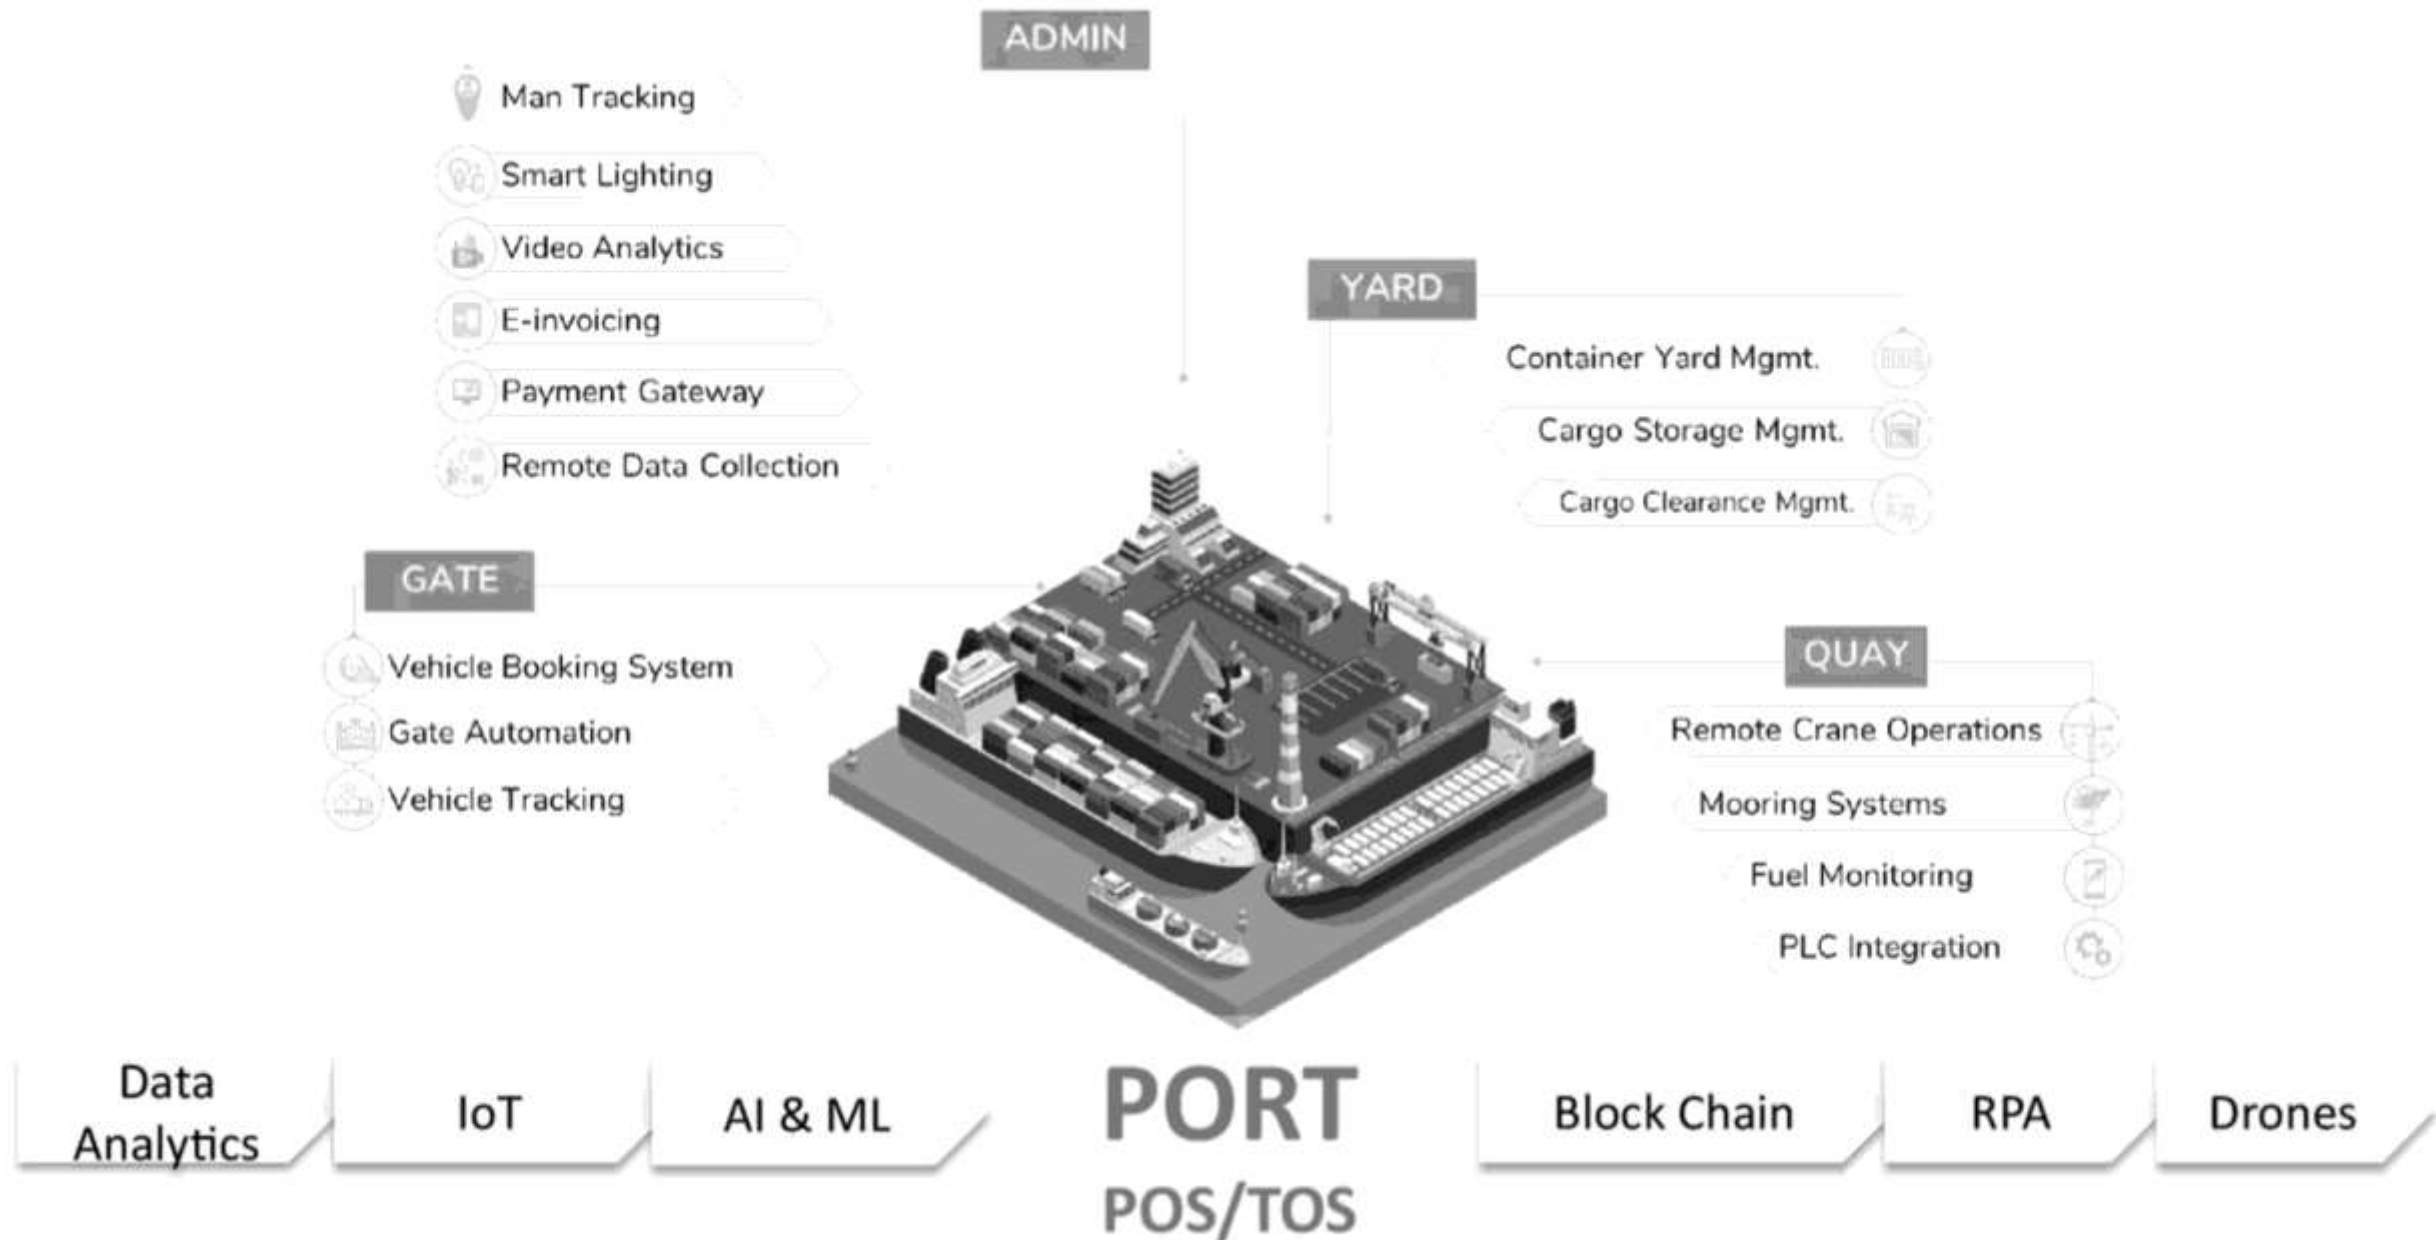 ADMIN
Man Tracking
Smart Lighting
Video Analytics
E-invoicing
Payment Gateway
Remote Data Collection
YARD
Container Yard Mgmt.
Cargo Storage Mgmt.
Cargo Clearance Mgmt.
GATE
Vehicle Booking System
Gate Automation
Vehicle Tracking
QUAY
Remote Crane Operations
Mooring Systems
Fuel Monitoring
PLC Integration
Data
Analytics
IoT
AI & ML
PORT
POS/TOS
Block Chain
RPA
Drones